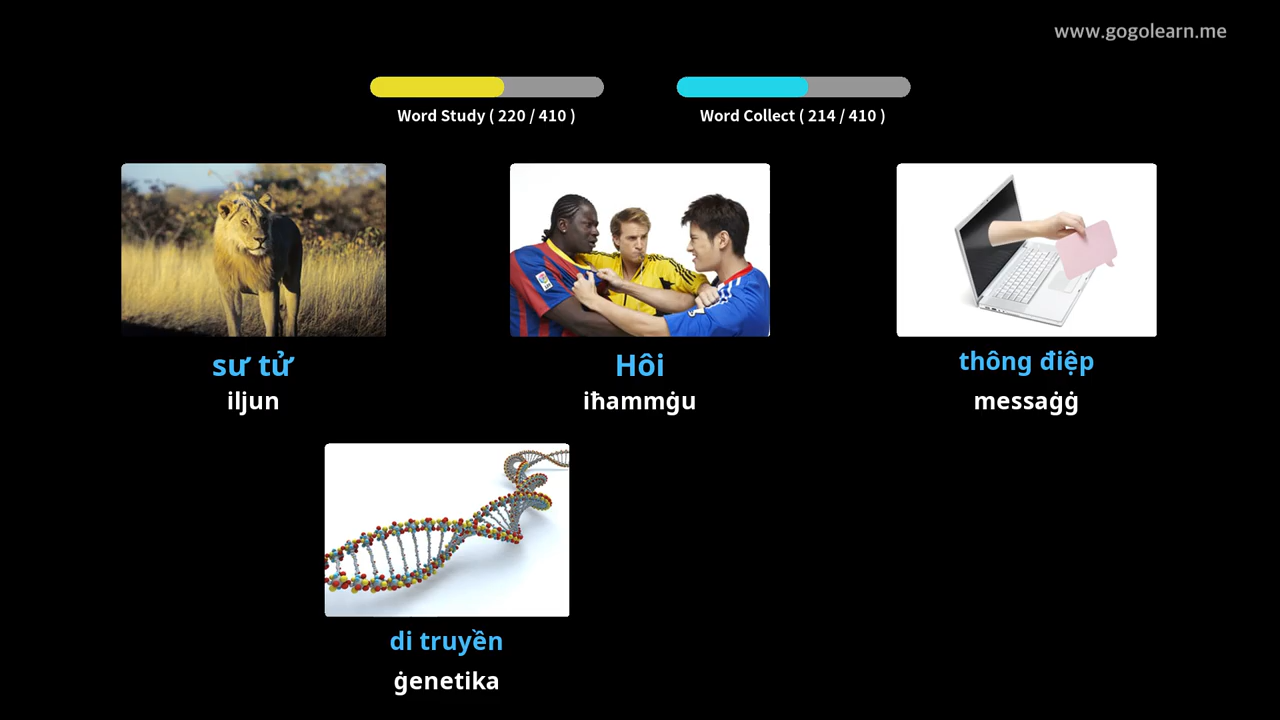 www.gogolearn.me
Word Study ( 220 / 410 )
Word Collect ( 214 / 410 )
sư tử
iljun
Hôi
iħammġu
thông điệp
messaġġ
di truyền
ġenetika